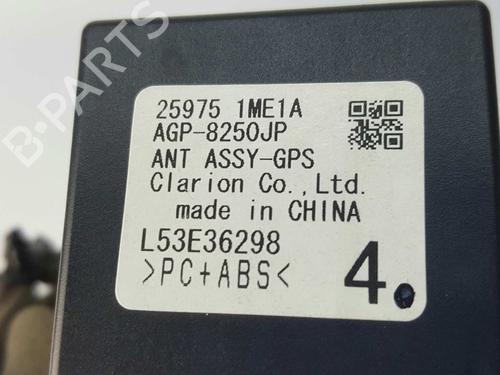 25975 1ME1A
AGP-8250JP
ANT ASSY-GPS
Clarion Co.,Ltd.
made in CHINA
L53E36298
>PC+ABS<
4.
B-PARTS